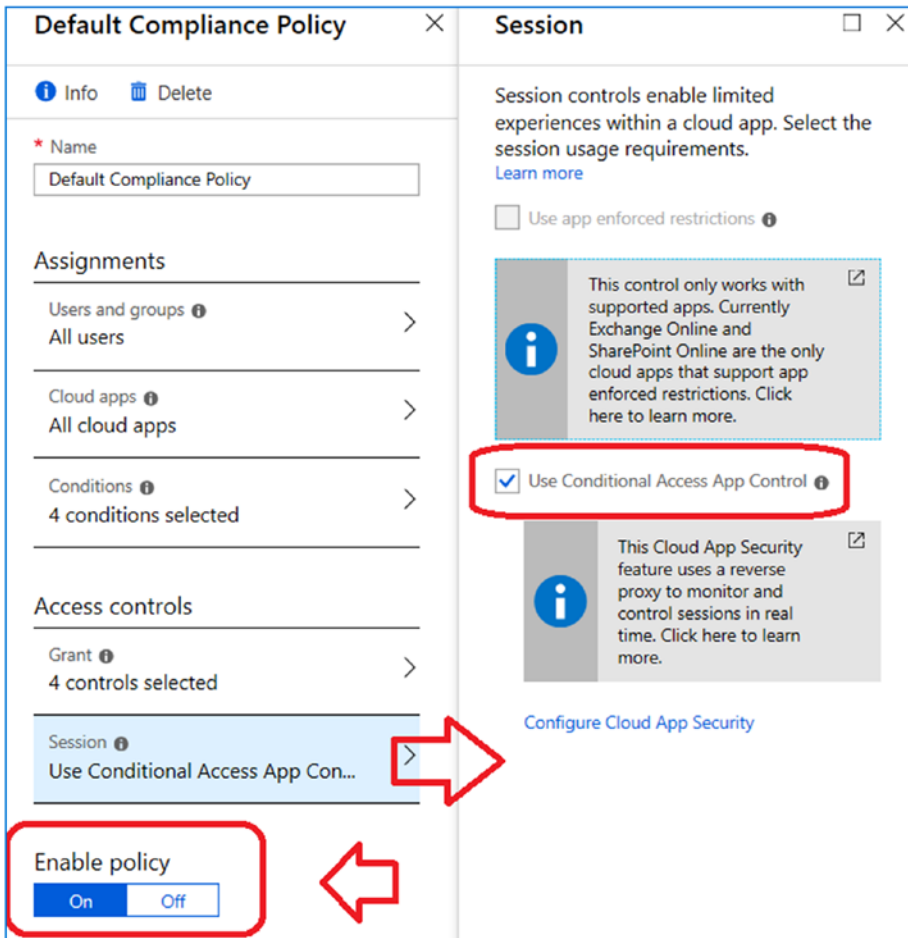 Default Compliance Policy
Info Delete
* Name
Default Compliance Policy
Assignments
Users and groups
All users
Cloud apps
All cloud apps
Conditions
4 conditions selected
Access controls
Grant
4 controls selected
Session
Use Conditional Access App Con...
Enable policy
On Off
Session
Session controls enable limited
experiences within a cloud app. Select the
session usage requirements.
Learn more
Use app enforced restrictions
This control only works with
supported apps. Currently
Exchange Online and
SharePoint Online are the only
cloud apps that support app
enforced restrictions. Click
here to learn more.
Use Conditional Access App Control
This Cloud App Security
feature uses a reverse
proxy to monitor and
control sessions in real
time. Click here to learn
more.
Configure Cloud App Security